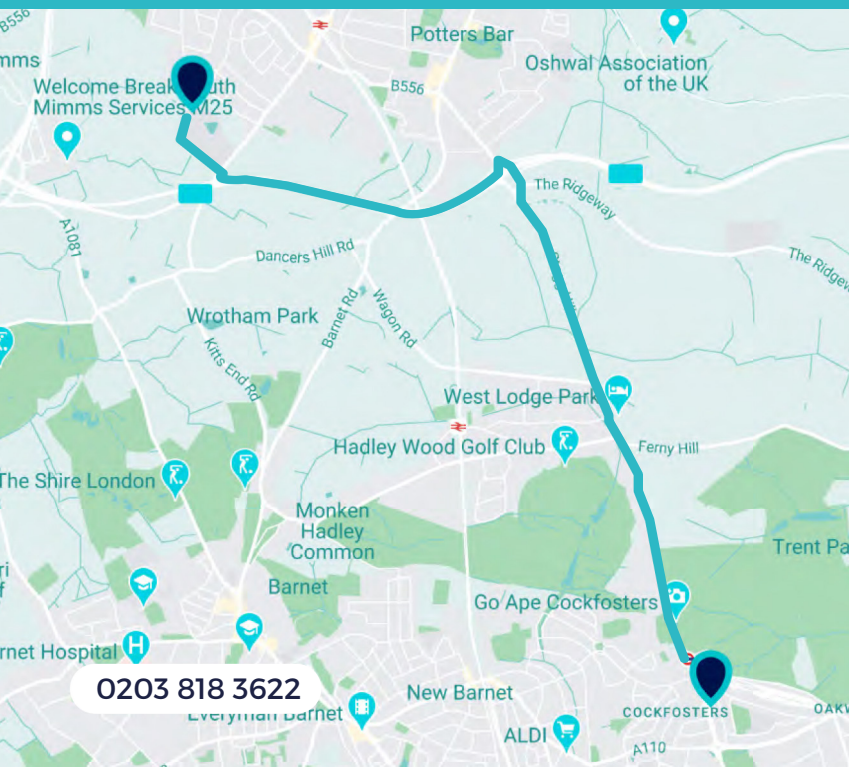 B556
Potters Bar
Oshwal Association
of the UK
mms
Welcome Break
uth
Mimms Services M25
B556
The Ridgeway
A1081
Dancers Hill Rd
The Ridgew
Wrotham Park
Barnet Rd
Wagon Rd
Kitts End Rd
West Lodge Park
Hadley Wood Golf Club
Ferny Hill
The Shire London
Monken
Hadley
Common
Trent Pa
Barnet
Go Ape Cockfosters
rnet Hospital
0203 818 3622
New Barnet
COCKFOSTERS
OAKW
Everyman Barnet
ALDI
A110